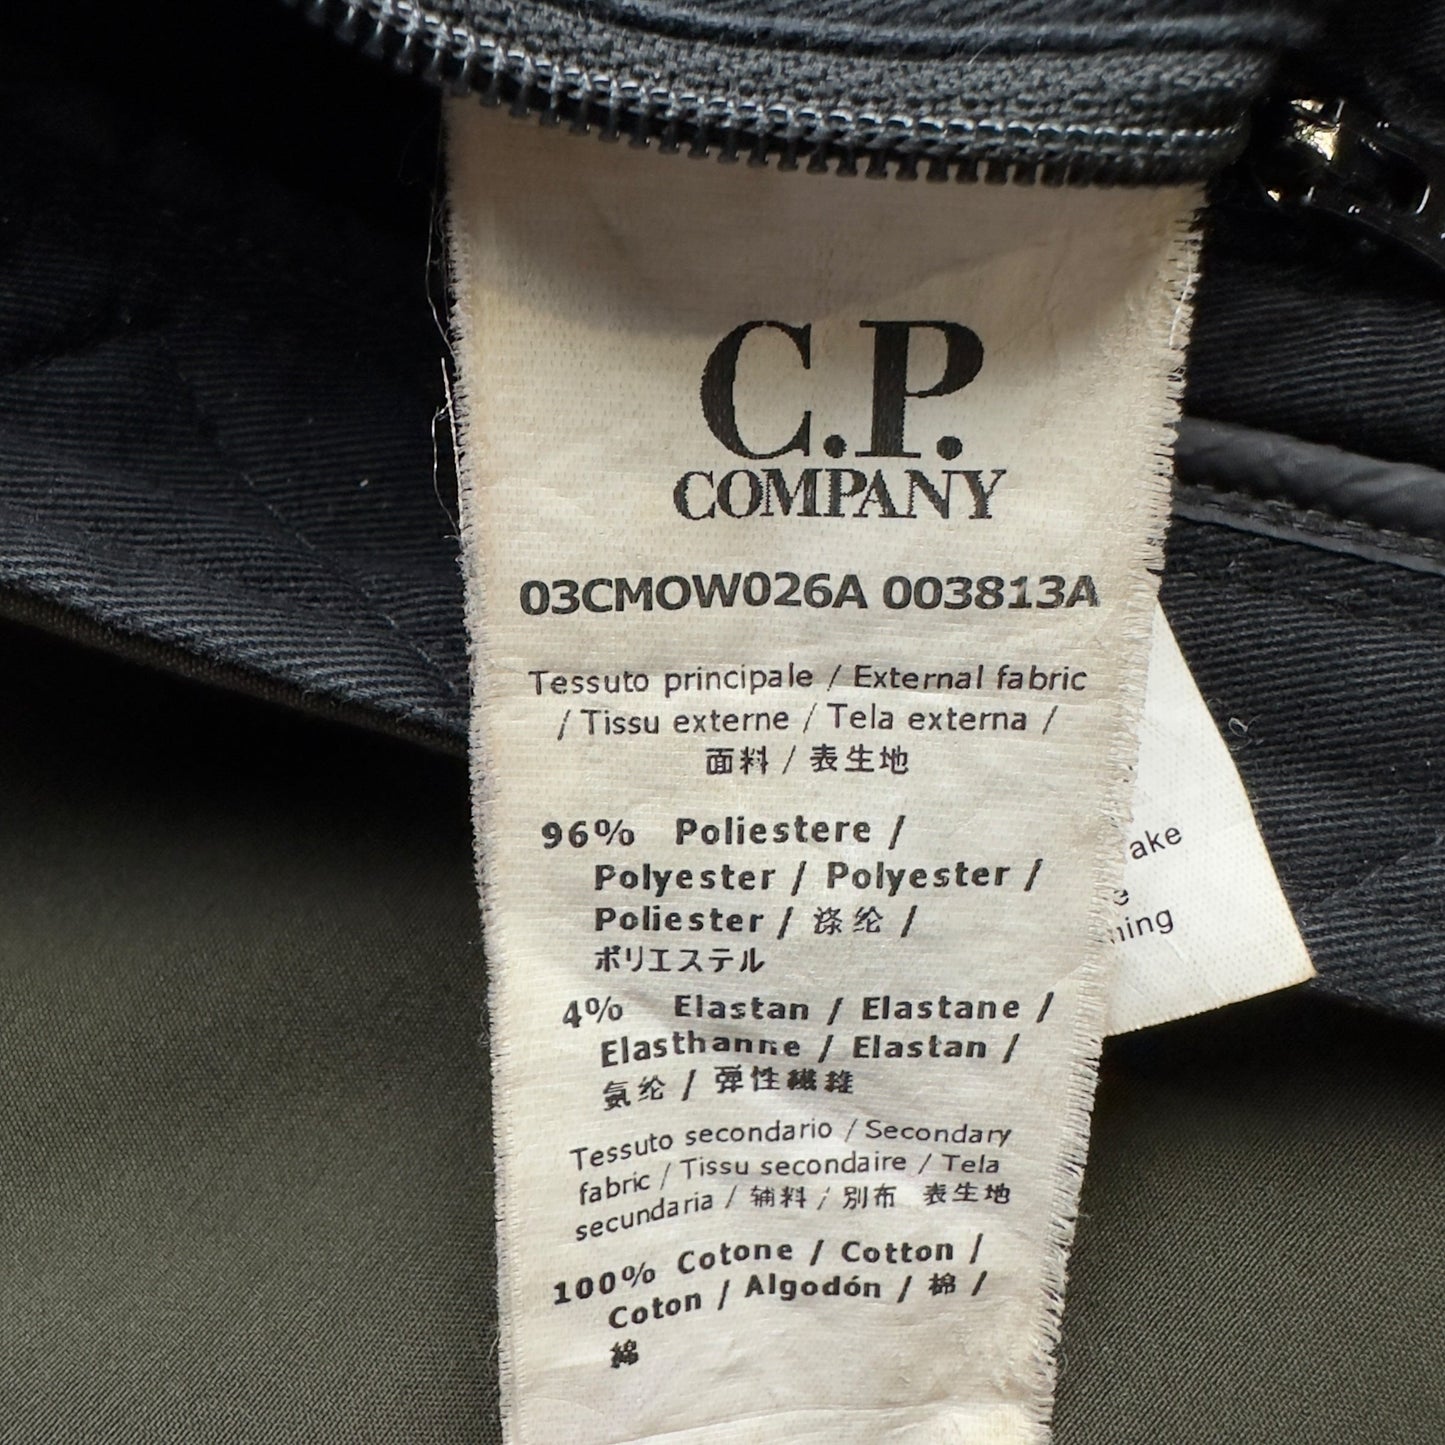 C.P.
COMPANY
03CMOW026A 003813A
Tessuto principale / External fabric
/ Tissu externe / Tela externa /
面料 / 表生地
96% Poliestere /
Polyester / Polyester /
Poliester / 涤纶 /
ポリエステル
4% Elastan / Elastane /
Elasthanne / Elastan /
氨纶 / 弹性繊維
Tessuto secondario / Secondary
fabric / Tissu secondaire / Tela
secundaria / 辅料 / 別布 表生地
100% Cotone / Cotton /
Coton / Algodón / 棉 /
綿
ake
e
ning